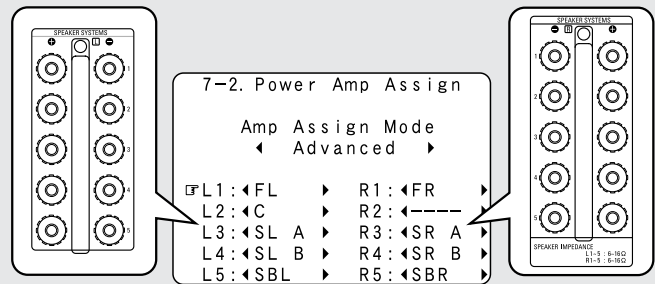 SPEAKER SYSTEMS
+ − L
1
2
3
4
5
7-2. Power Amp Assign
Amp Assign Mode
◀ Advanced ▶
☞L1:◀FL ▶ R1:◀FR ▶
L2:◀C ▶ R2:◀---- ▶
L3:◀SL A ▶ R3:◀SR A ▶
L4:◀SL B ▶ R4:◀SR B ▶
L5:◀SBL ▶ R5:◀SBR ▶
SPEAKER SYSTEMS
− R +
1
2
3
4
5
SPEAKER IMPEDANCE
L1~5 : 6-16Ω
R1~5 : 6-16Ω